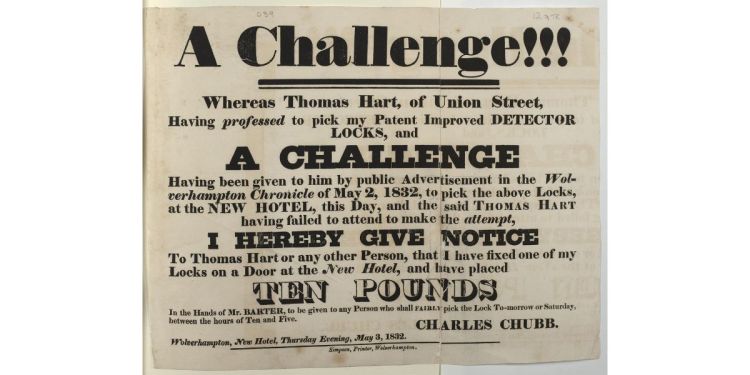 A Challenge!!!
Whereas Thomas Hart, of Union Street,
Having professed to pick my Patent Improved DETECTOR
LOCKS, and
A CHALLENGE
Having been given to him by public Advertisement in the Wol-
verhampton Chronicle of May 2, 1832, to pick the above Locks,
at the NEW HOTEL, this Day, and the said THOMAS HART
having failed to attend to make the attempt,
I HEREBY GIVE NOTICE
To Thomas Hart or any other Person, that I have fixed one of my
Locks on a Door at the New Hotel, and have placed
TEN POUNDS
In the Hands of Mr. BARTER, to be given to any Person who shall FAIRLY pick the Lock To-morrow or Saturday,
between the hours of Ten and Five.
CHARLES CHUBB.
Wolverhampton, New Hotel, Thursday Evening, May 3, 1832.
Simpson, Printer, Wolverhampton.